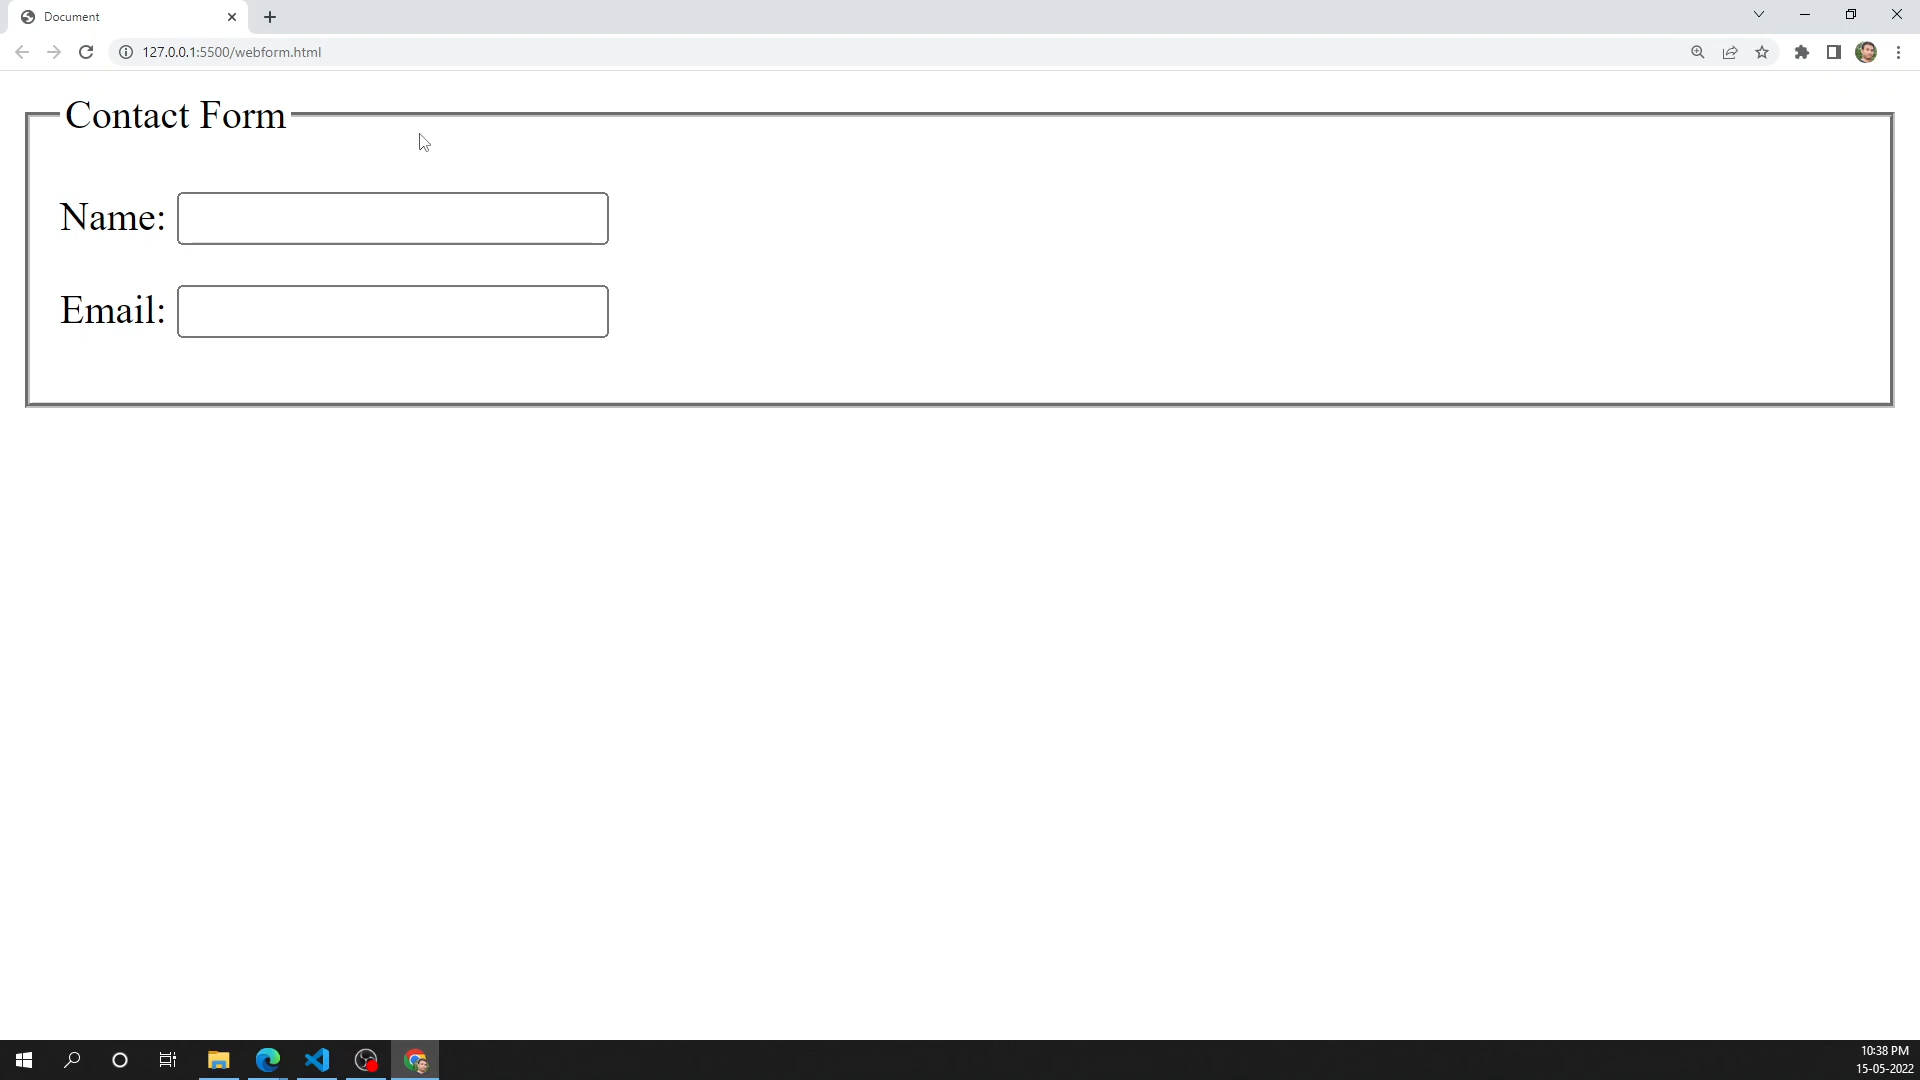 Document
127.0.0.1:5500/webform.html
Contact Form
Name:
Email:
10:38 PM
15-05-2022